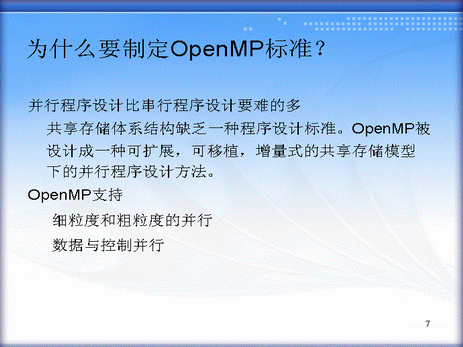 为什么要制定OpenMP标准？
并行程序设计比串行程序设计要难的多
共享存储体系结构缺乏一种程序设计标准。OpenMP被
设计成一种可扩展，可移植，增量式的共享存储模型
下的并行程序设计方法。
OpenMP支持
细粒度和粗粒度的并行
数据与控制并行
7